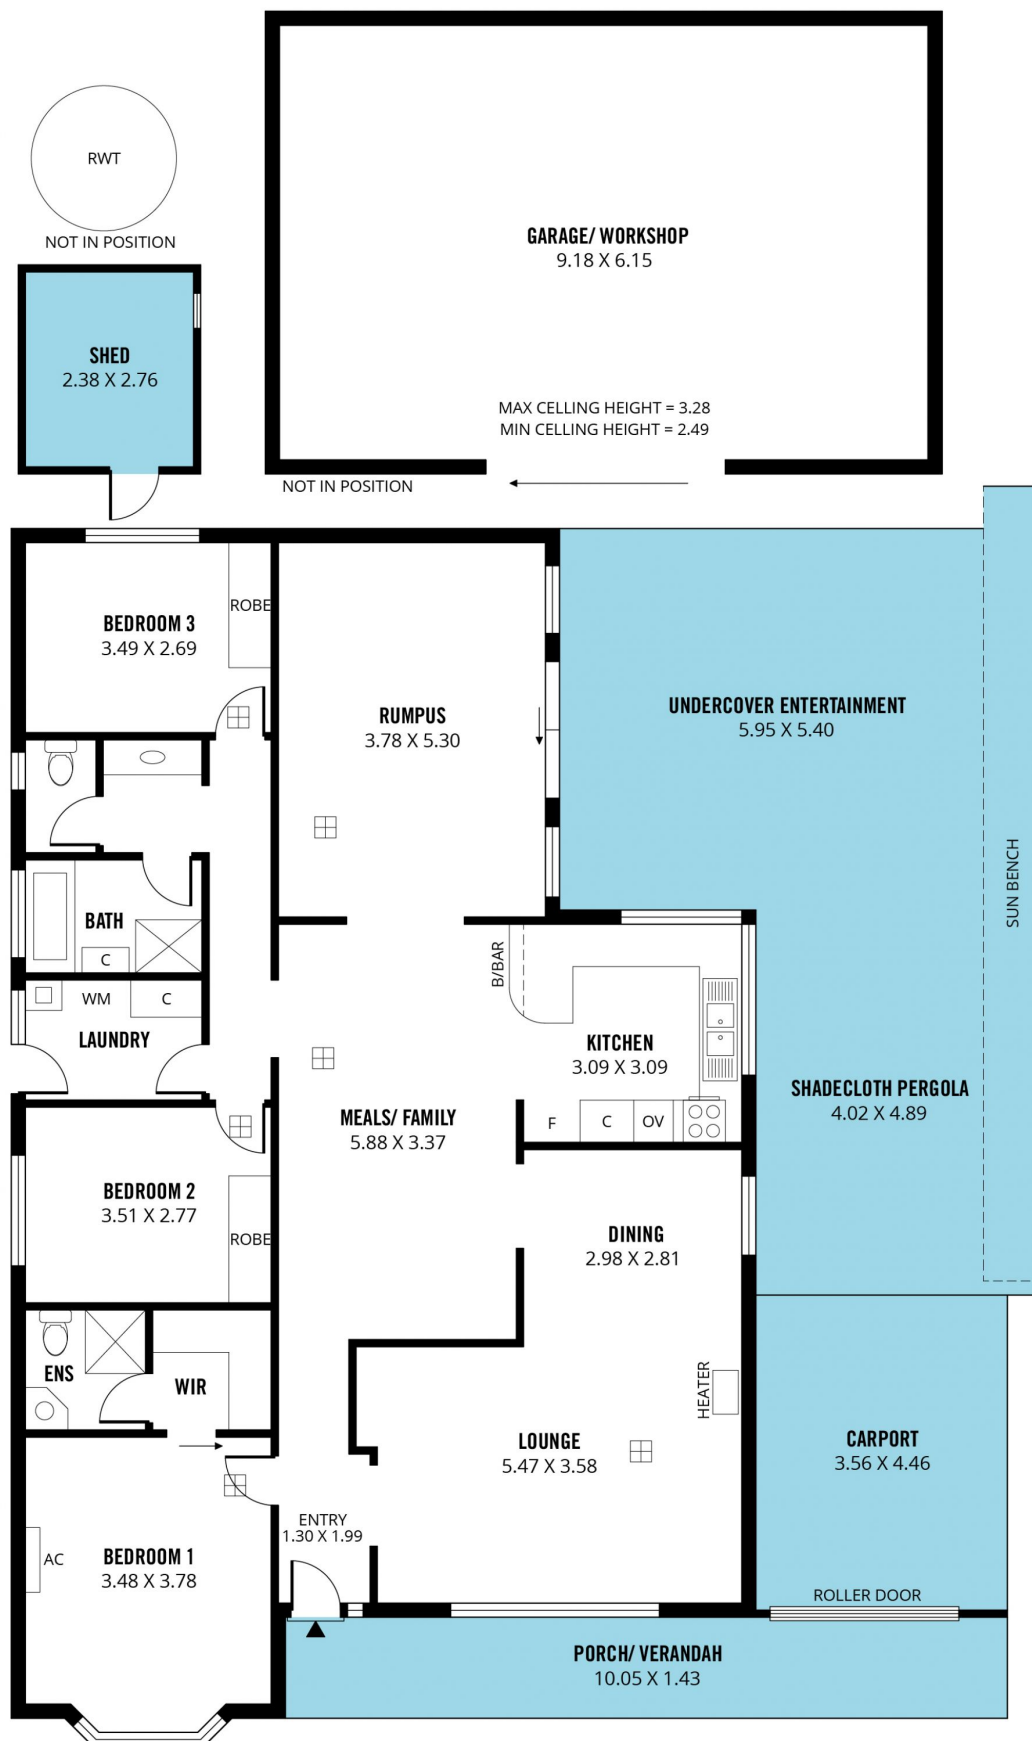 RWT
NOT IN POSITION
GARAGE/ WORKSHOP
9.18 X 6.15
SHED
2.38 X 2.76
MAX CELLING HEIGHT = 3.28
MIN CELLING HEIGHT = 2.49
NOT IN POSITION
BEDROOM 3
3.49 X 2.69
ROBE
RUMPUS
3.78 X 5.30
UNDERCOVER ENTERTAINMENT
5.95 X 5.40
SUN BENCH
BATH
C
B/BAR
WM
C
LAUNDRY
KITCHEN
3.09 X 3.09
F
C
OV
MEALS/ FAMILY
5.88 X 3.37
SHADECLOTH PERGOLA
4.02 X 4.89
BEDROOM 2
3.51 X 2.77
ROBE
DINING
2.98 X 2.81
ENS
WIR
HEATER
LOUNGE
5.47 X 3.58
CARPORT
3.56 X 4.46
ENTRY
1.30 X 1.99
AC
BEDROOM 1
3.48 X 3.78
ROLLER DOOR
PORCH/ VERANDAH
10.05 X 1.43